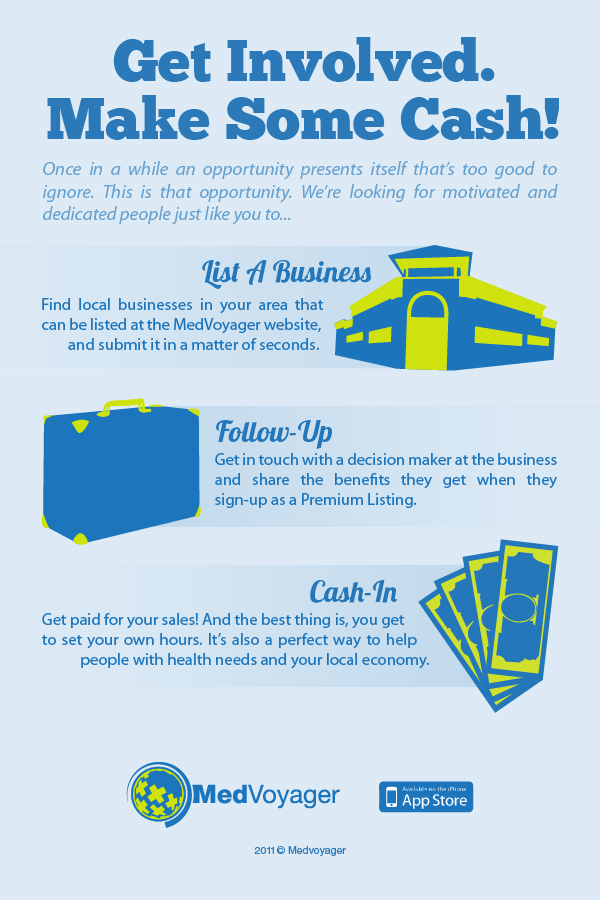 Get Involved.
Make Some Cash!
Once in a while an opportunity presents itself that's too good to
ignore. This is that opportunity. We're looking for motivated and
dedicated people just like you to...
List A Business
Find local businesses in your area that
can be listed at the MedVoyager website,
and submit it in a matter of seconds.
Follow-Up
Get in touch with a decision maker at the business
and share the benefits they get when they
sign-up as a Premium Listing.
Cash-In
Get paid for your sales! And the best thing is, you get
to set your own hours. It's also a perfect way to help
people with health needs and your local economy.
MedVoyager
Available on the iPhone
App Store
2011 © Medvoyager